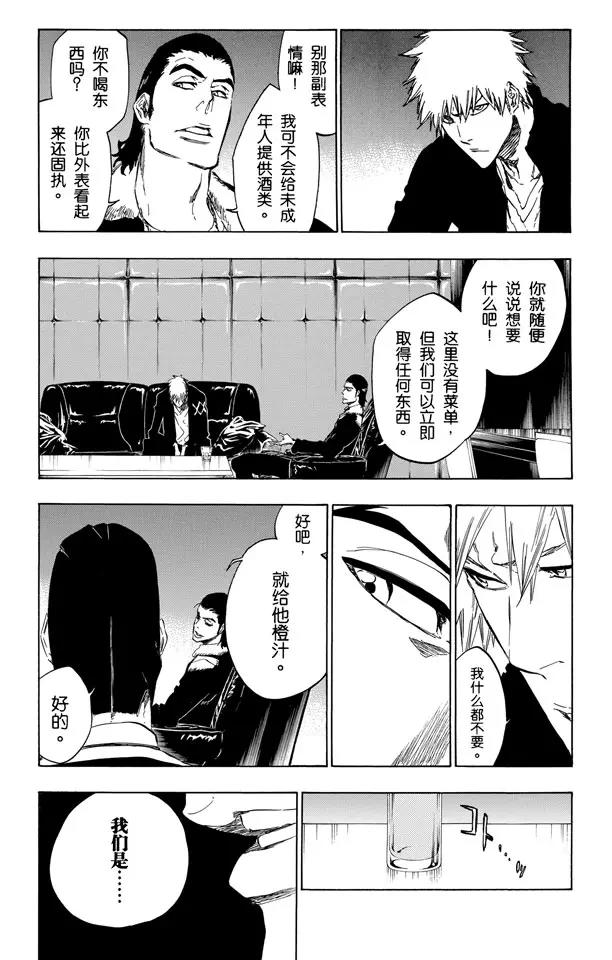 别那副表
情嘛！
我可不会给未成
年人提供酒类。
你不喝东
西吗？
你比外表看起
来还固执。
你就随便
说说想要
什么吧！
这里没有菜单，
但我们可以立即
取得任何东西。
我什么都不要。
好吧，
就给他橙汁。
好的。
コト…
我们是……